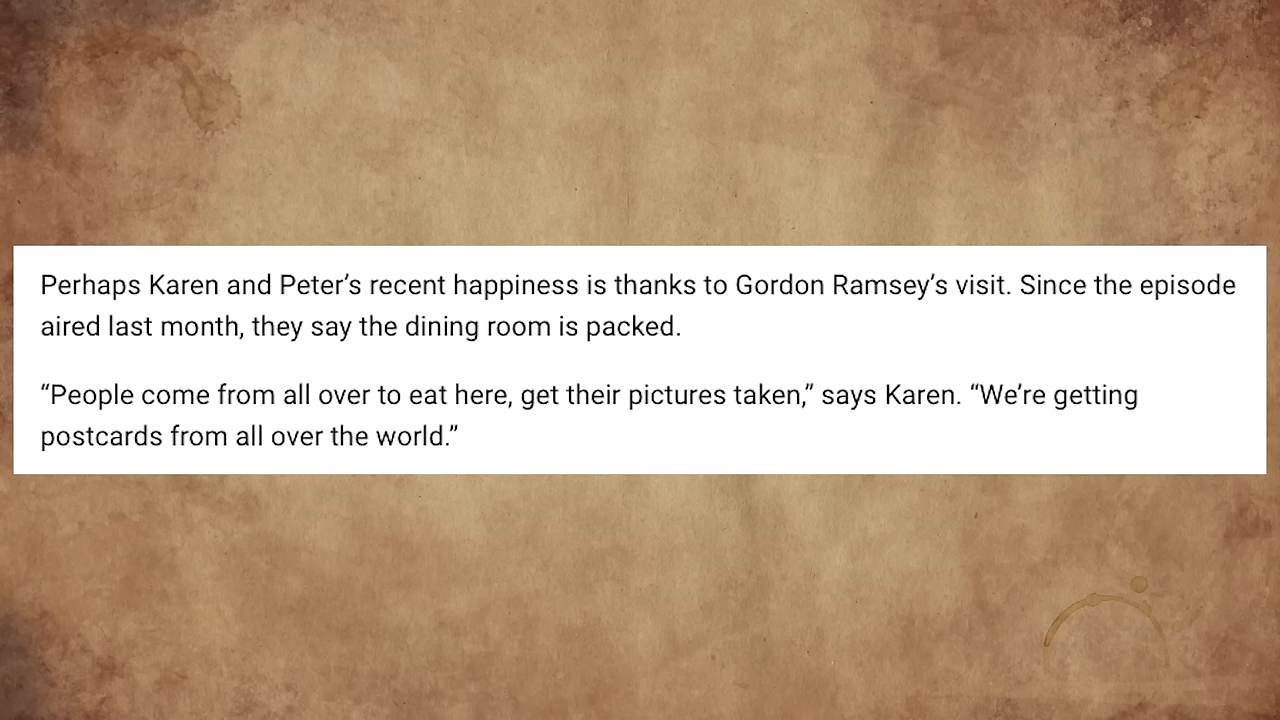 Perhaps Karen and Peter’s recent happiness is thanks to Gordon Ramsey’s visit. Since the episode
aired last month, they say the dining room is packed.
“People come from all over to eat here, get their pictures taken,” says Karen. “We’re getting
postcards from all over the world.”